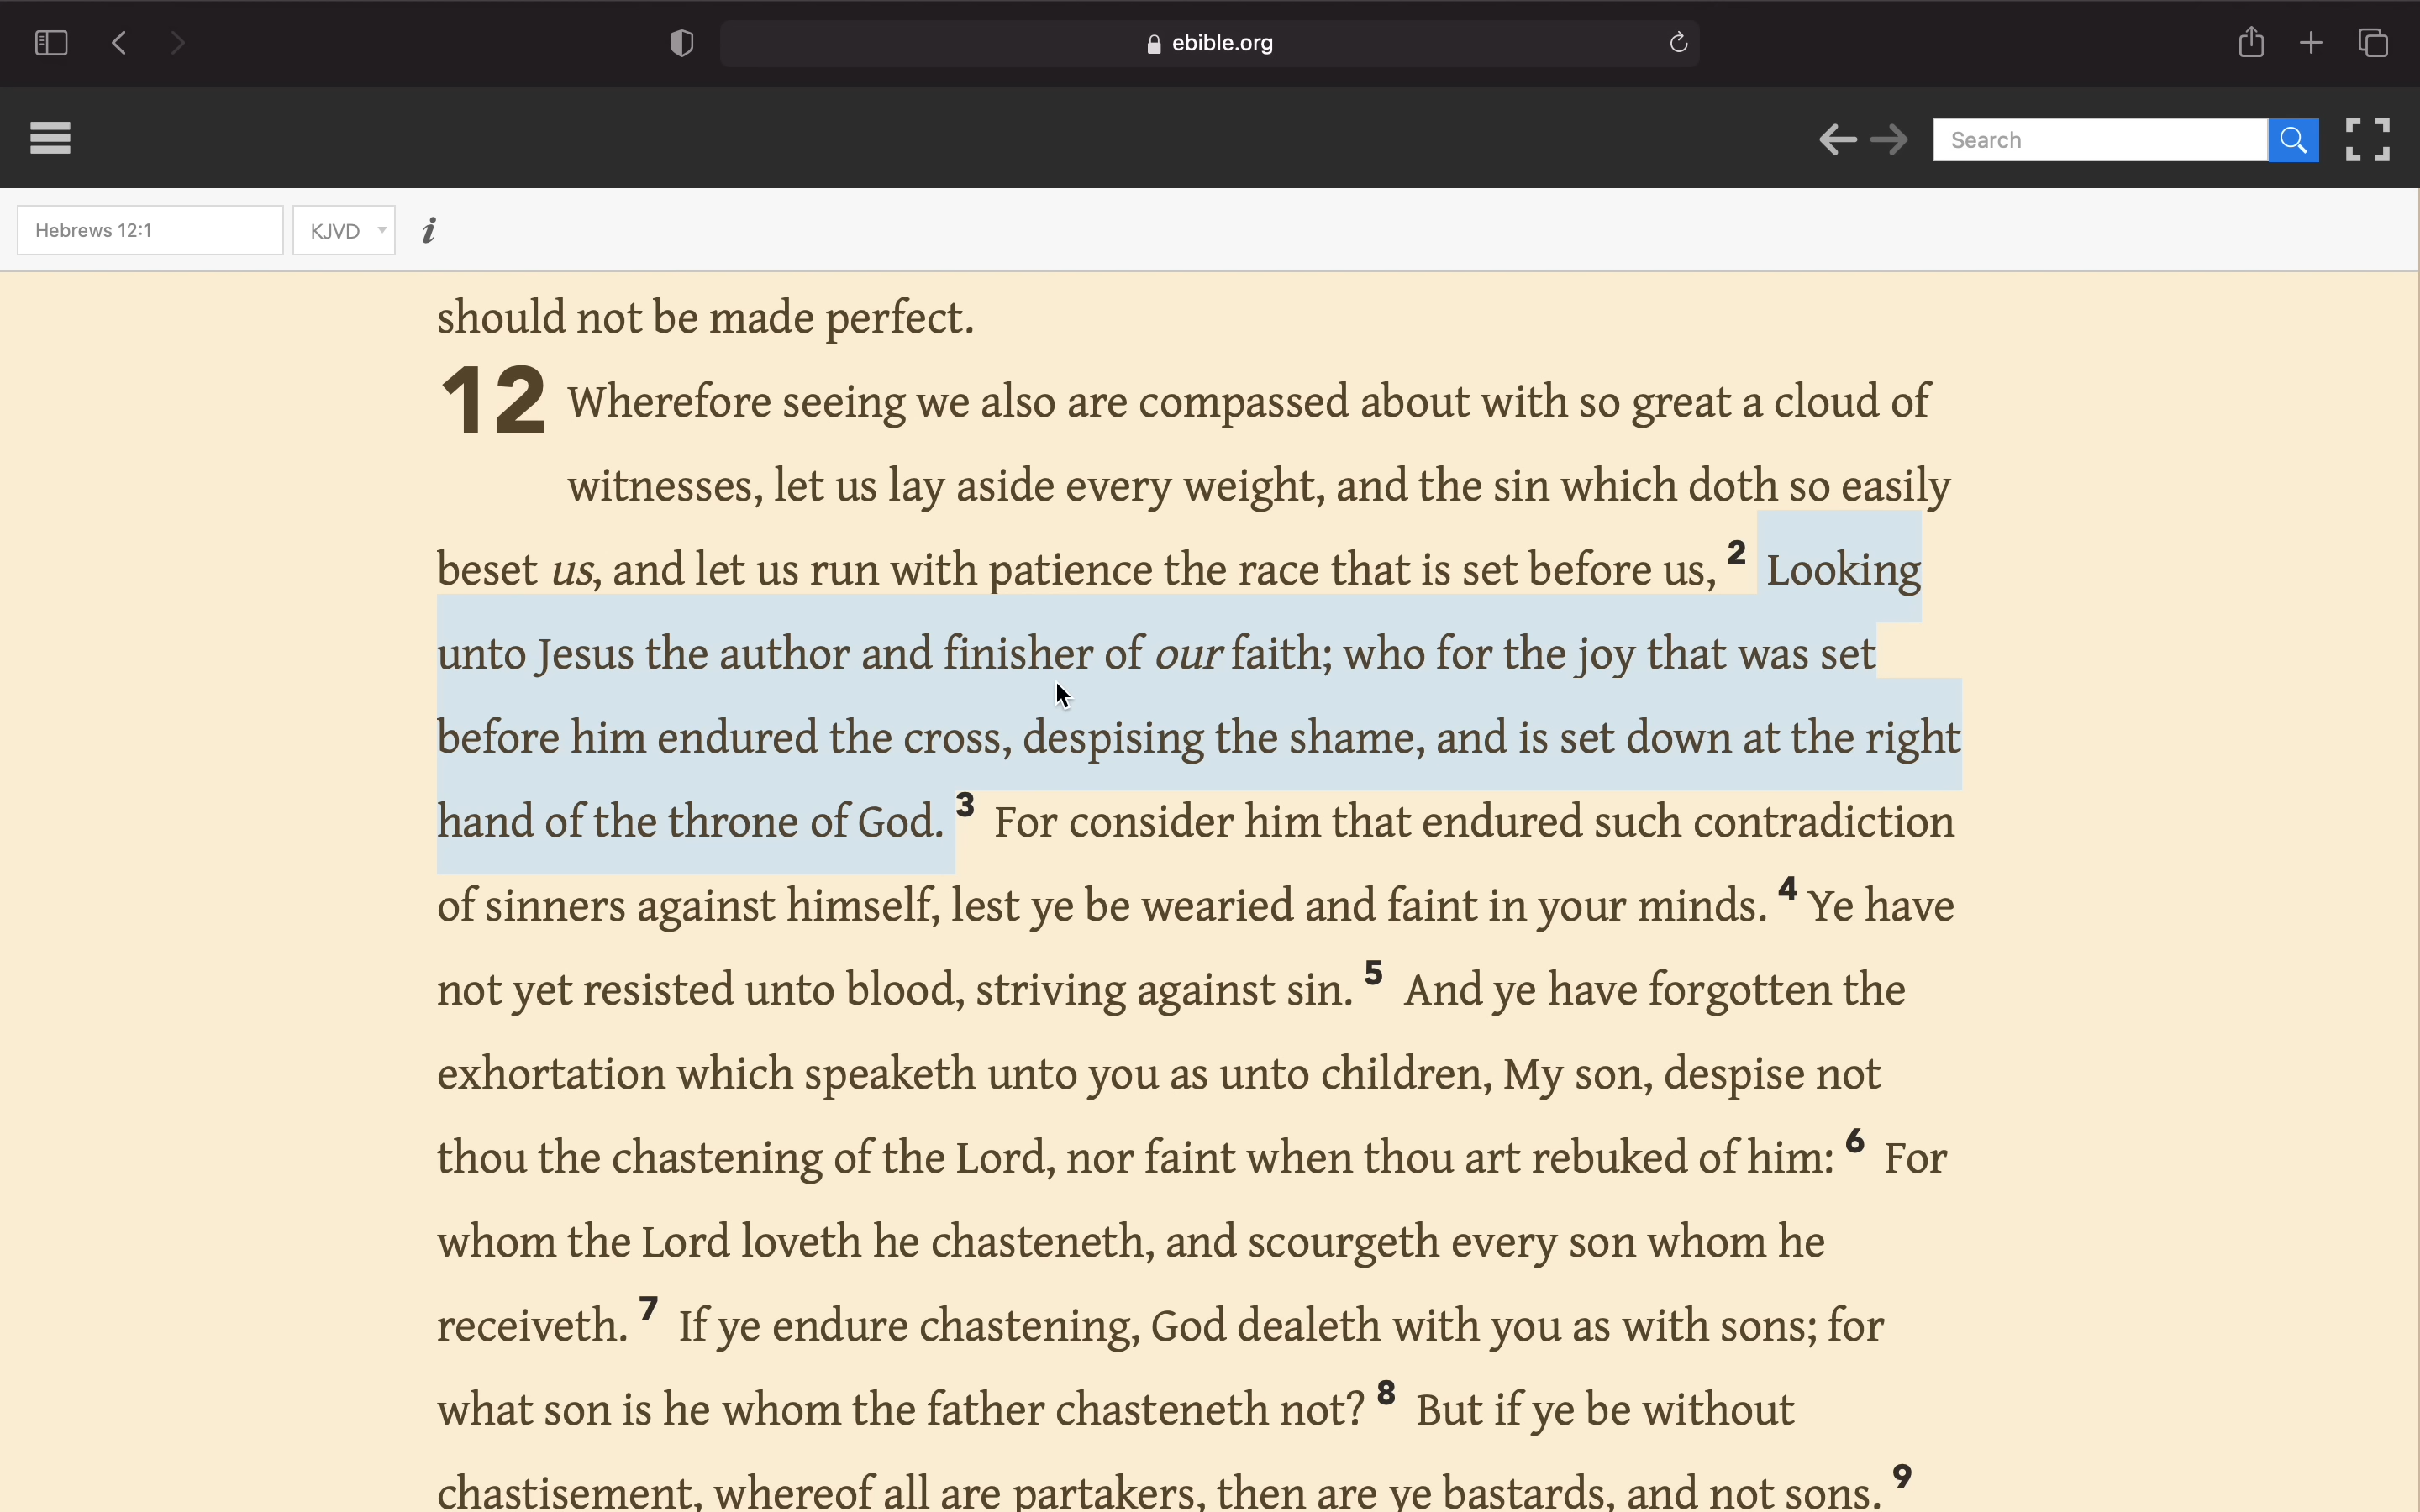 ebible.org
Search
Hebrews 12:1 KJVD i
should not be made perfect.
12 Wherefore seeing we also are compassed about with so great a cloud of
witnesses, let us lay aside every weight, and the sin which doth so easily
beset us, and let us run with patience the race that is set before us, 2 Looking
unto Jesus the author and finisher of our faith; who for the joy that was set
before him endured the cross, despising the shame, and is set down at the right
hand of the throne of God. 3 For consider him that endured such contradiction
of sinners against himself, lest ye be wearied and faint in your minds. 4 Ye have
not yet resisted unto blood, striving against sin. 5 And ye have forgotten the
exhortation which speaketh unto you as unto children, My son, despise not
thou the chastening of the Lord, nor faint when thou art rebuked of him: 6 For
whom the Lord loveth he chasteneth, and scourgeth every son whom he
receiveth. 7 If ye endure chastening, God dealeth with you as with sons; for
what son is he whom the father chasteneth not? 8 But if ye be without
chastisement, whereof all are partakers, then are ye bastards, and not sons. 9